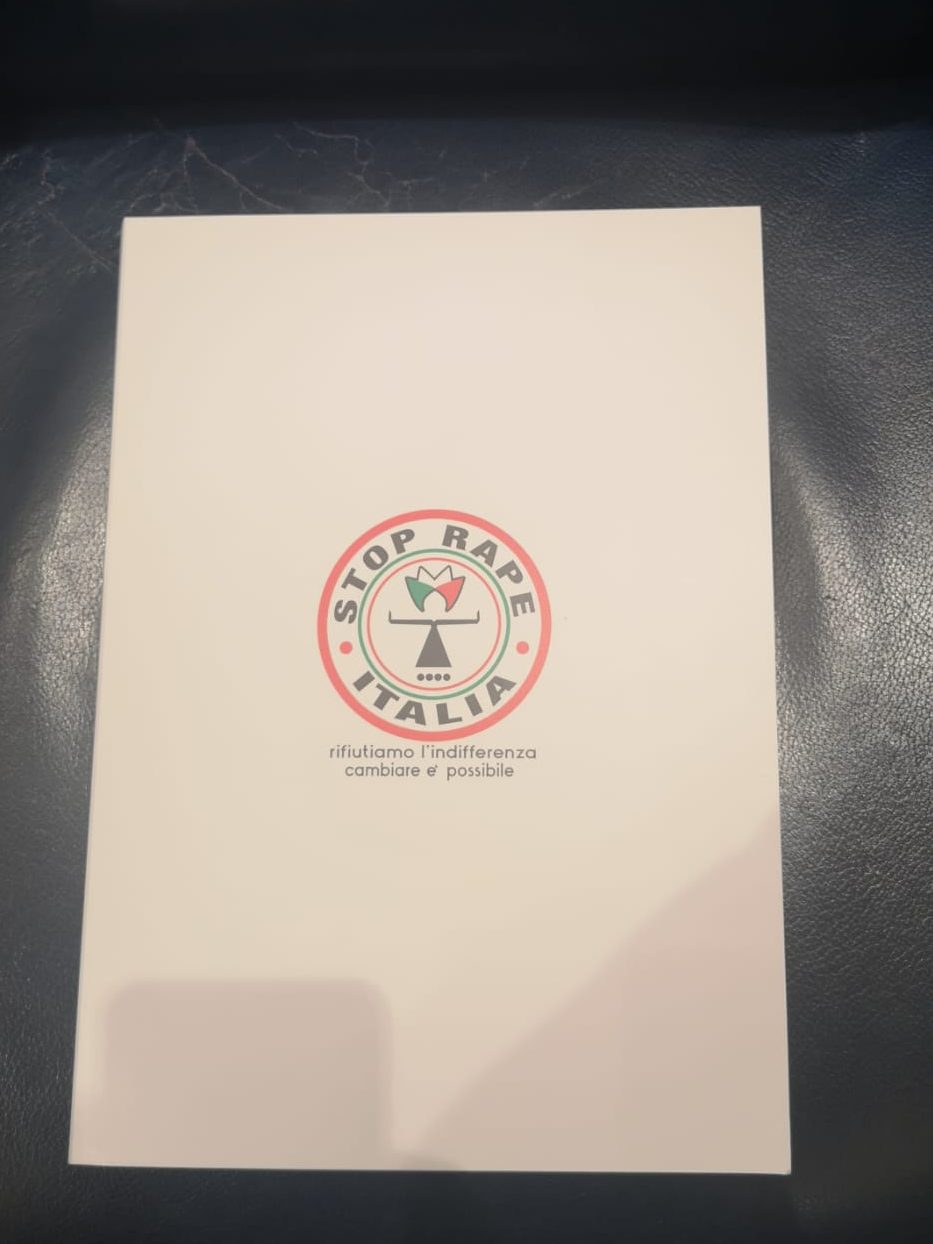 STOP RAPE
ITALIA
rifiutiamo l'indifferenza
cambiare e' possibile